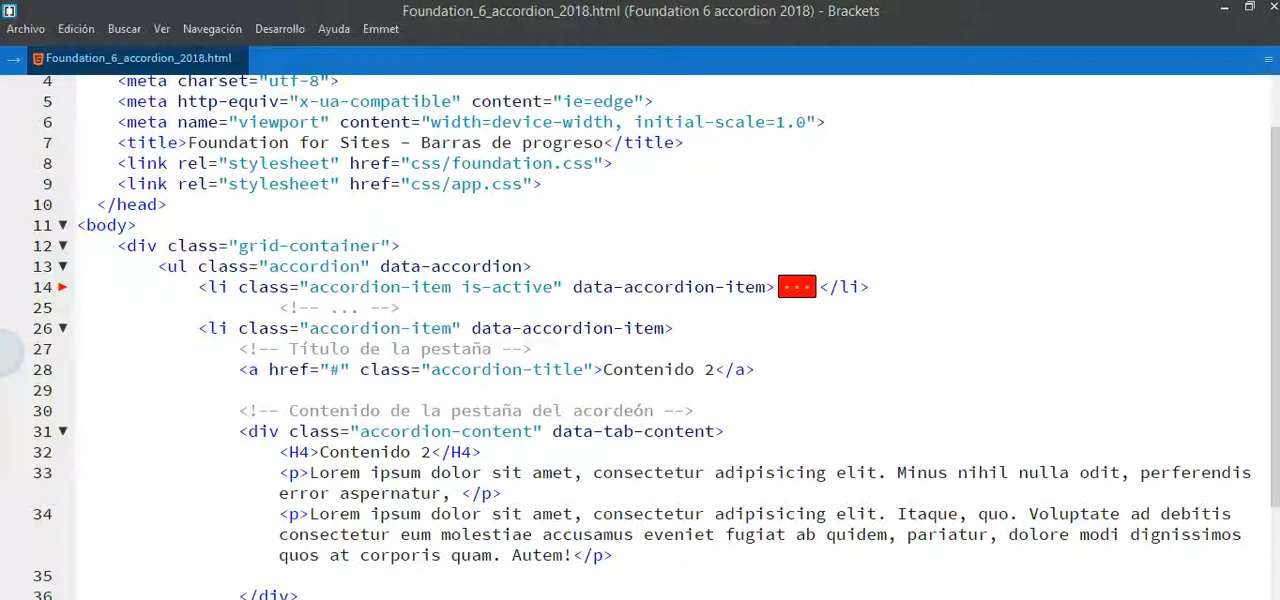 Foundation_6_accordion_2018.html (Foundation 6 accordion 2018) - Brackets
Archivo Edición Buscar Ver Navegación Desarrollo Ayuda Emmet
Foundation_6_accordion_2018.html
4 <meta charset="utf-8">
5 <meta http-equiv="x-ua-compatible" content="ie=edge">
6 <meta name="viewport" content="width=device-width, initial-scale=1.0">
7 <title>Foundation for Sites - Barras de progreso</title>
8 <link rel="stylesheet" href="css/foundation.css">
9 <link rel="stylesheet" href="css/app.css">
10 </head>
11 <body>
12 <div class="grid-container">
13 <ul class="accordion" data-accordion>
14 <li class="accordion-item is-active" data-accordion-item>...</li>
25 <!-- ... -->
26 <li class="accordion-item" data-accordion-item>
27 <!-- Título de la pestaña -->
28 <a href="#" class="accordion-title">Contenido 2</a>
29
30 <!-- Contenido de la pestaña del acordeón -->
31 <div class="accordion-content" data-tab-content>
32 <H4>Contenido 2</H4>
33 <p>Lorem ipsum dolor sit amet, consectetur adipisicing elit. Minus nihil nulla odit, perferendis
error aspernatur, </p>
34 <p>Lorem ipsum dolor sit amet, consectetur adipisicing elit. Itaque, quo. Voluptate ad debitis
consectetur eum molestiae accusamus eveniet fugiat ab quidem, pariatur, dolore modi dignissimos
quos at corporis quam. Autem!</p>
35
36 </div>